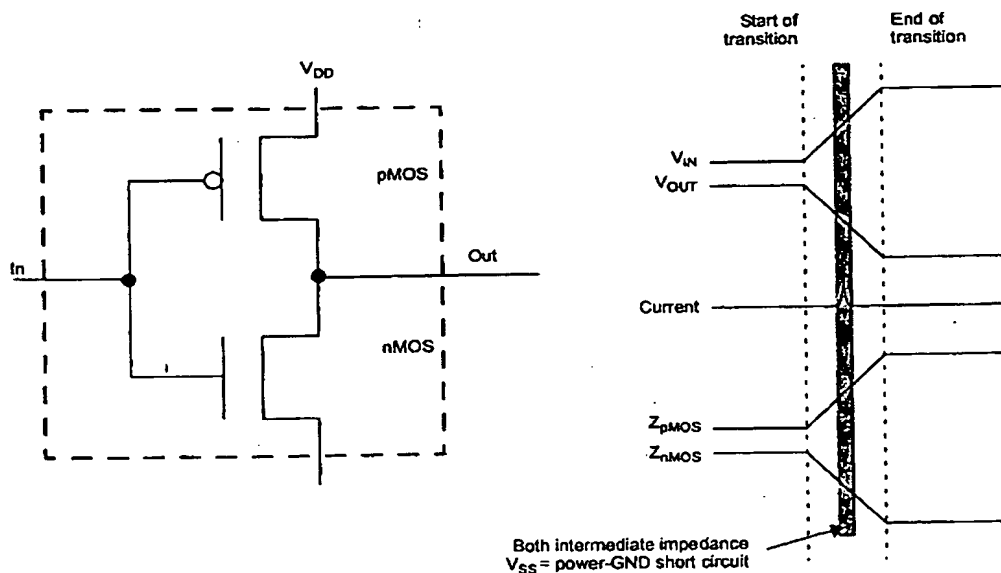 V_DD
pMOS
In
Out
nMOS
Start of
transition
End of
transition
V_IN
V_OUT
Current
Z_pMOS
Z_nMOS
Both intermediate impedance
V_SS = power-GND short circuit